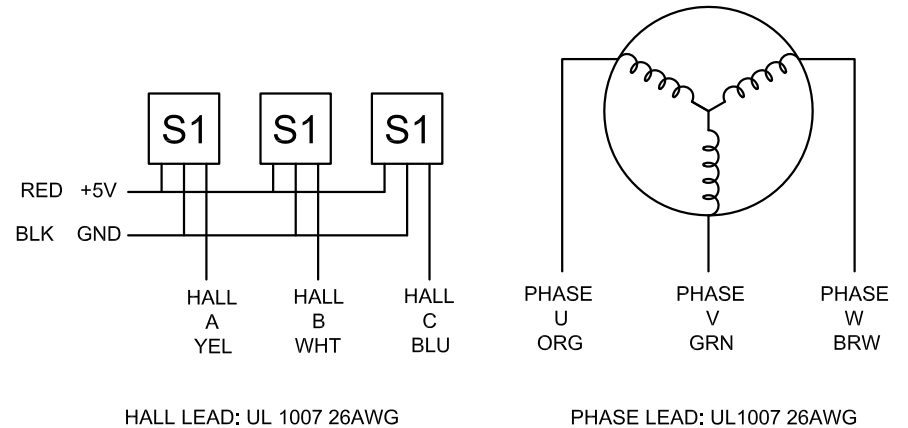 S1 S1 S1
RED +5V
BLK GND
HALL
A
YEL
HALL
B
WHT
HALL
C
BLU
HALL LEAD: UL 1007 26AWG
PHASE
U
ORG
PHASE
V
GRN
PHASE
W
BRW
PHASE LEAD: UL1007 26AWG